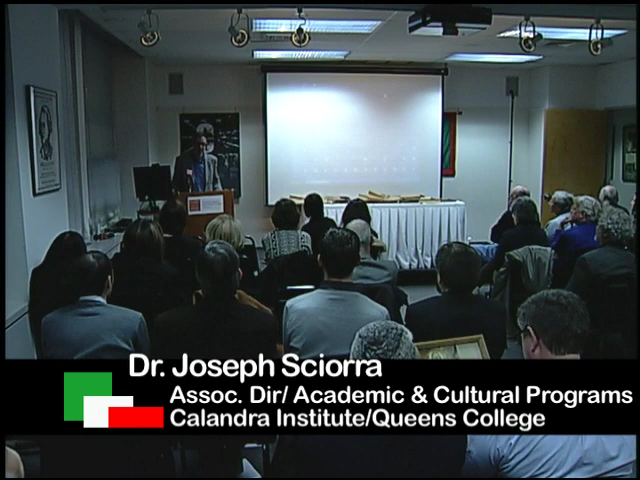 Dr. Joseph Sciorra
Assoc. Dir/ Academic & Cultural Programs
Calandra Institute/Queens College